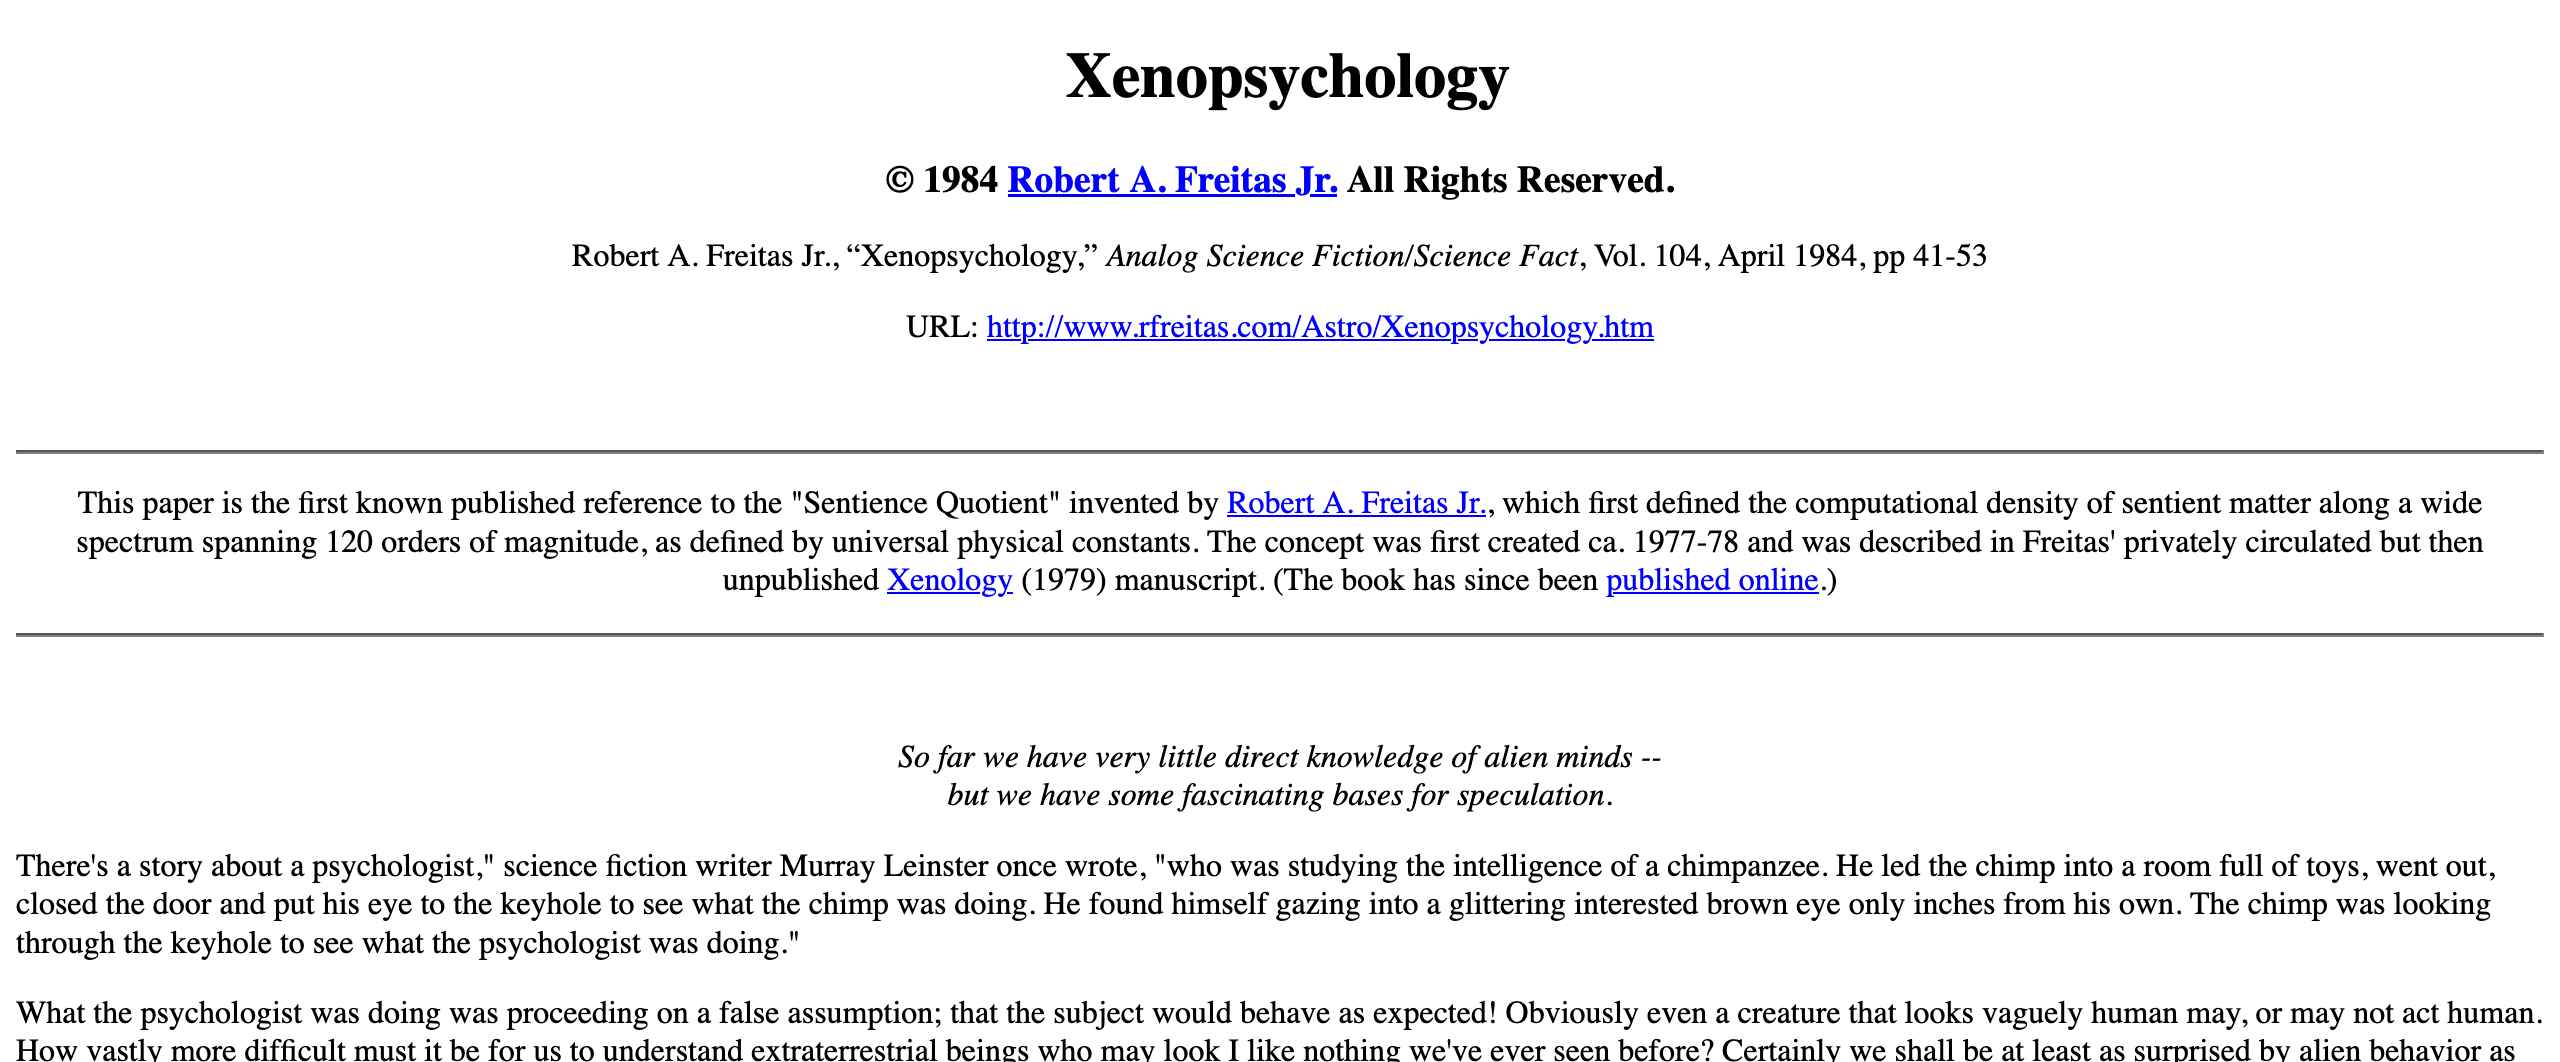 Xenopsychology
© 1984 Robert A. Freitas Jr. All Rights Reserved.
Robert A. Freitas Jr., “Xenopsychology,” Analog Science Fiction/Science Fact, Vol. 104, April 1984, pp 41-53
URL: http://www.rfreitas.com/Astro/Xenopsychology.htm
This paper is the first known published reference to the "Sentience Quotient" invented by Robert A. Freitas Jr., which first defined the computational density of sentient matter along a wide
spectrum spanning 120 orders of magnitude, as defined by universal physical constants. The concept was first created ca. 1977-78 and was described in Freitas' privately circulated but then
unpublished Xenology (1979) manuscript. (The book has since been published online.)
So far we have very little direct knowledge of alien minds --
but we have some fascinating bases for speculation.
There's a story about a psychologist," science fiction writer Murray Leinster once wrote, "who was studying the intelligence of a chimpanzee. He led the chimp into a room full of toys, went out,
closed the door and put his eye to the keyhole to see what the chimp was doing. He found himself gazing into a glittering interested brown eye only inches from his own. The chimp was looking
through the keyhole to see what the psychologist was doing."
What the psychologist was doing was proceeding on a false assumption; that the subject would behave as expected! Obviously even a creature that looks vaguely human may, or may not act human.
How vastly more difficult must it be for us to understand extraterrestrial beings who may look I like nothing we've ever seen before? Certainly we shall be at least as surprised by alien behavior as